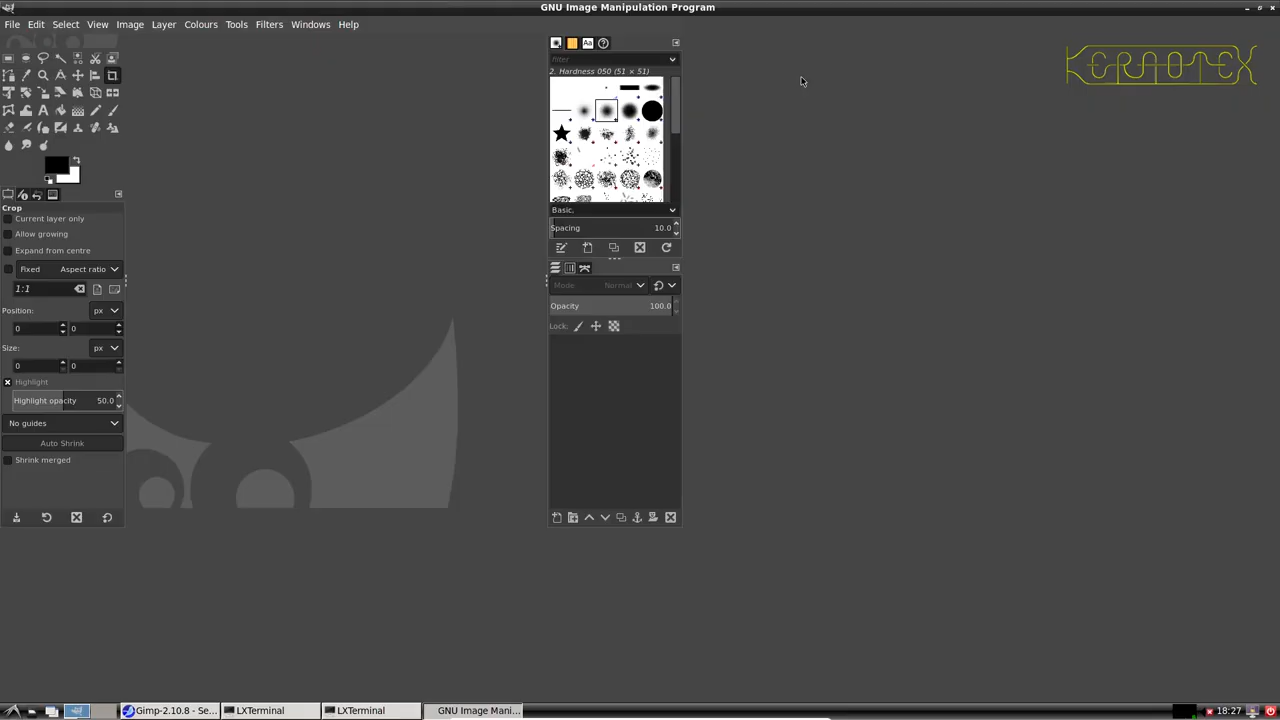 GNU Image Manipulation Program
File Edit Select View Image Layer Colours Tools Filters Windows Help
KERAOTEX
filter
2. Hardness 050 (51 × 51)
Basic,
Spacing 10.0
Mode: Normal
Opacity 100.0
Lock:
Crop
Current layer only
Allow growing
Expand from centre
Fixed Aspect ratio
1:1
Position: px
0 0
Size: px
0 0
Highlight
Highlight opacity 50.0
No guides
Auto Shrink
Shrink merged
Gimp-2.10.8 - Se... LXTerminal LXTerminal GNU Image Mani... 18:27